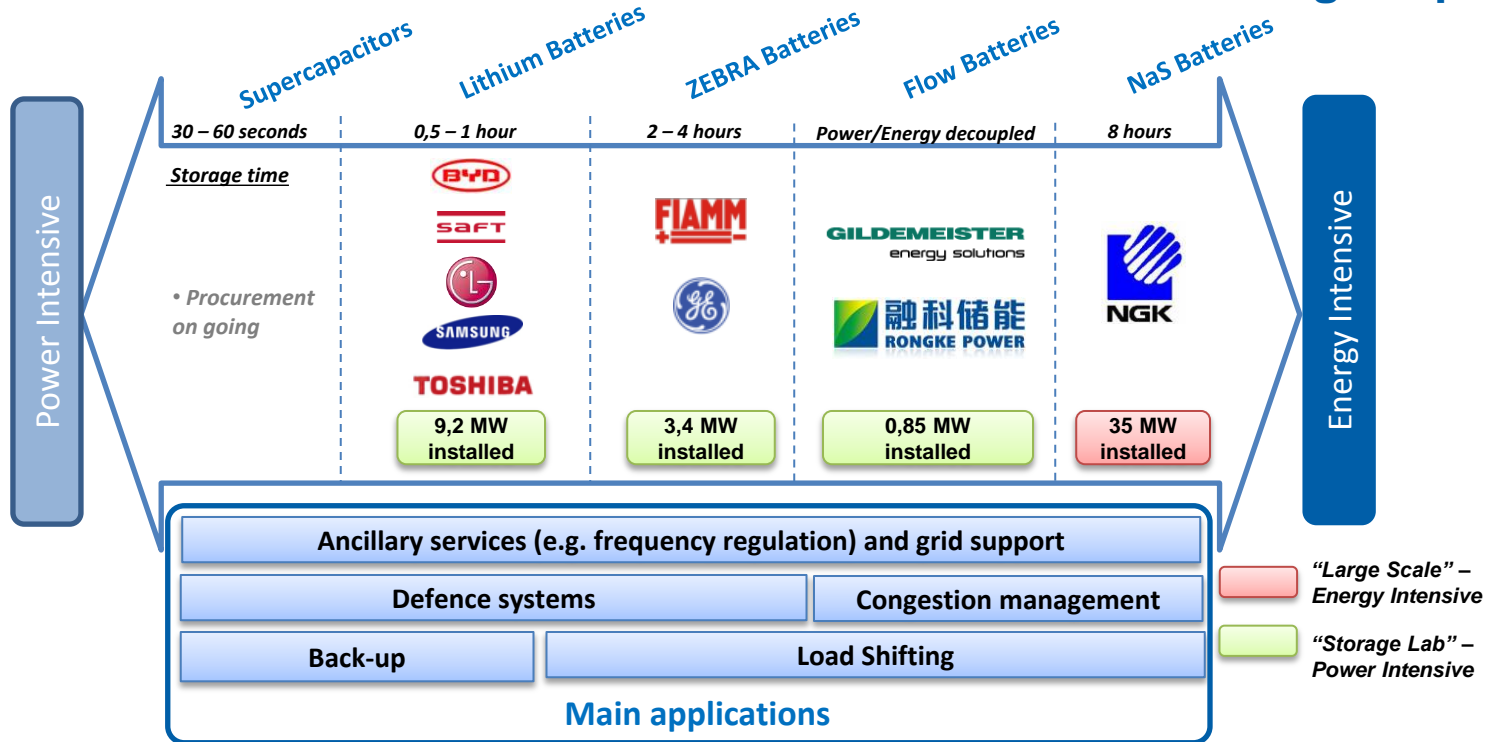 Supercapacitors
Lithium Batteries
ZEBRA Batteries
Flow Batteries
NaS Batteries
30 – 60 seconds
0,5 – 1 hour
2 – 4 hours
Power/Energy decoupled
8 hours
Storage time
Power Intensive
Energy Intensive
• Procurement
on going
BYD
SAFT
LG
SAMSUNG
TOSHIBA
9,2 MW
installed
FIAMM
GE
3,4 MW
installed
GILDEMEISTER
energy solutions
融科储能
RONGKE POWER
0,85 MW
installed
NGK
35 MW
installed
Ancillary services (e.g. frequency regulation) and grid support
Defence systems
Congestion management
Back-up
Load Shifting
Main applications
“Large Scale” –
Energy Intensive
“Storage Lab” –
Power Intensive